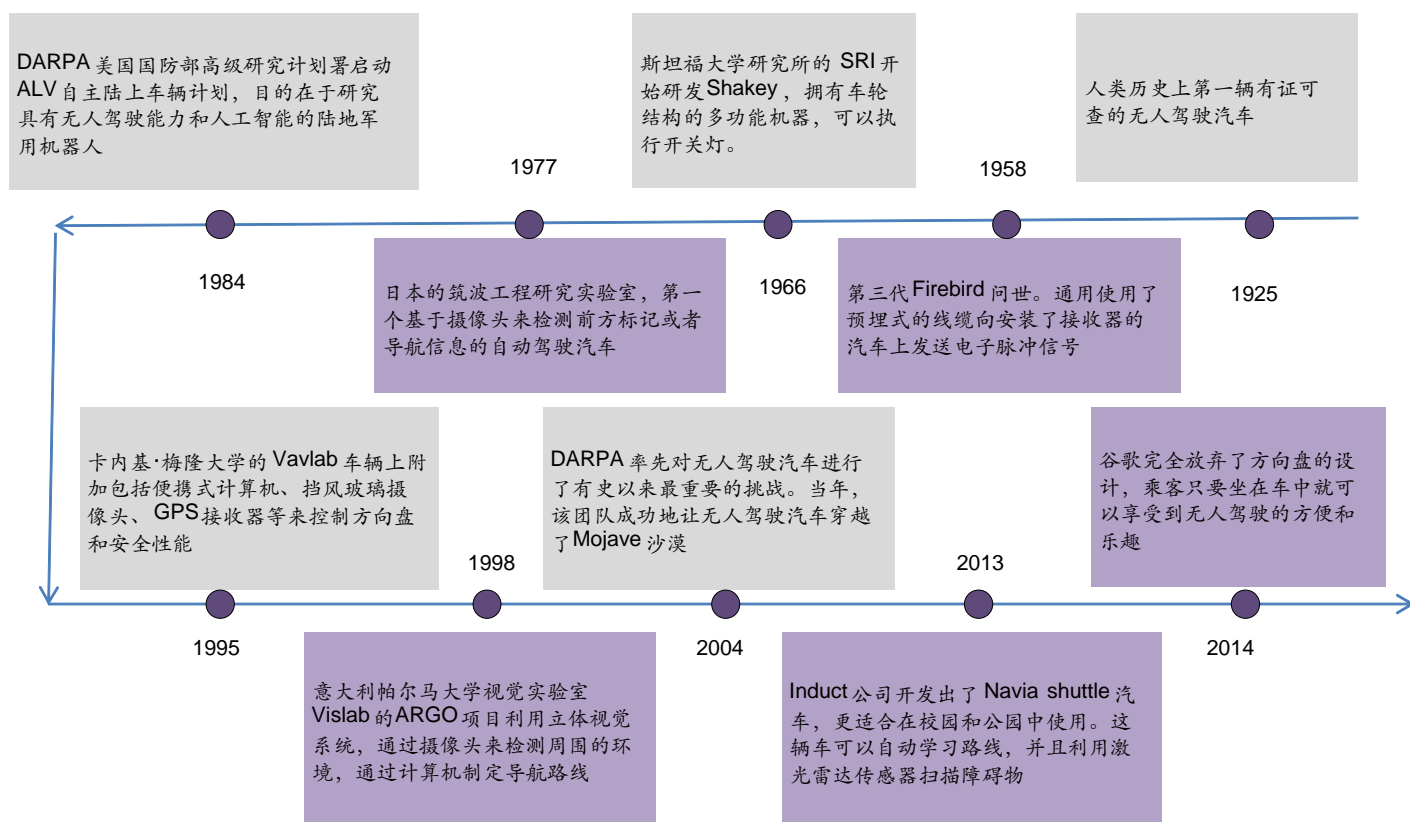 DARPA 美国国防部高级研究计划署启动
ALV自主陆上车辆计划，目的在于研究
具有无人驾驶能力和人工智能的陆地军
用机器人
1984
1977
日本的筑波工程研究实验室，第一
个基于摄像头来检测前方标记或者
导航信息的自动驾驶汽车
斯坦福大学研究所的 SRI 开
始研发Shakey，拥有车轮
结构的多功能机器，可以执
行开关灯。
1966
1958
第三代Firebird 问世。通用使用了
预埋式的线缆向安装了接收器的
汽车上发送电子脉冲信号
人类历史上第一辆有证可
查的无人驾驶汽车
1925
卡内基·梅隆大学的 Vavlab 车辆上附
加包括便携式计算机、挡风玻璃摄
像头、GPS接收器等来控制方向盘
和安全性能
1995
1998
意大利帕尔马大学视觉实验室
Vislab 的ARGO 项目利用立体视觉
系统，通过摄像头来检测周围的环
境，通过计算机制定导航路线
DARPA 率先对无人驾驶汽车进行
了有史以来最重要的挑战。当年，
该团队成功地让无人驾驶汽车穿越
了Mojave 沙漠
2004
2013
Induct 公司开发出了 Navia shuttle 汽
车，更适合在校园和公园中使用。这
辆车可以自动学习路线，并且利用激
光雷达传感器扫描障碍物
谷歌完全放弃了方向盘的设
计，乘客只要坐在车中就可
以享受到无人驾驶的方便和
乐趣
2014